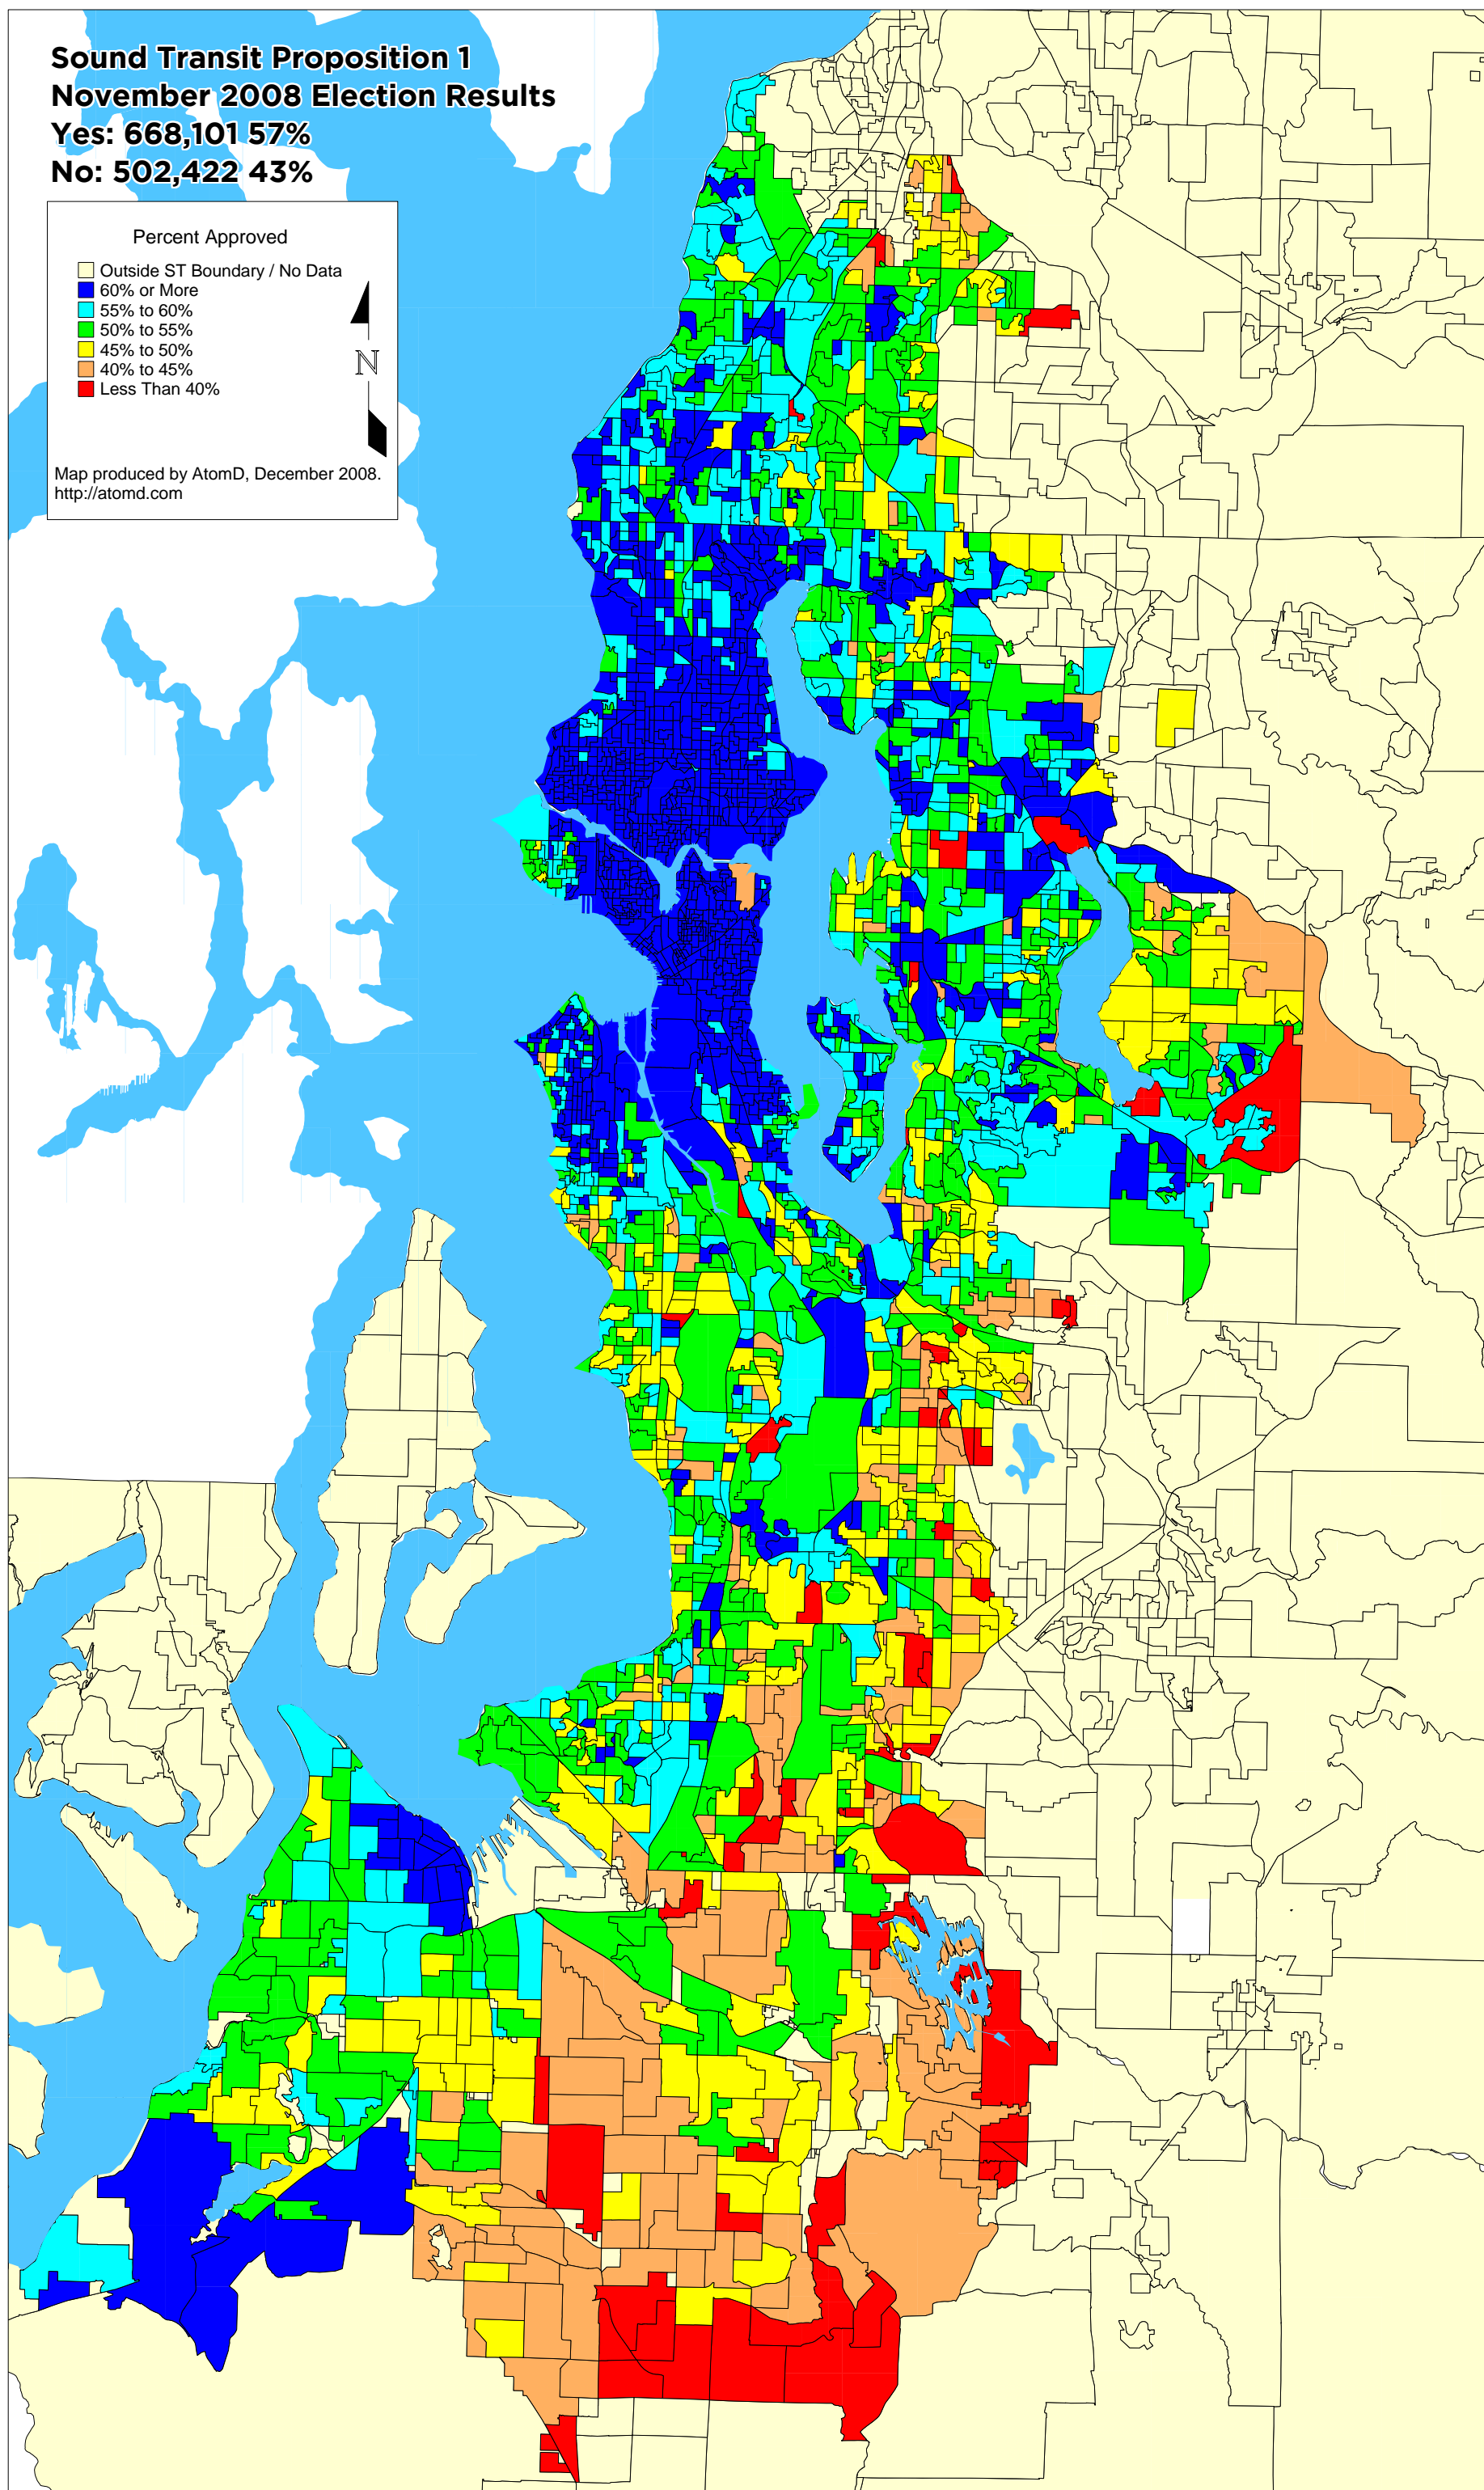 Sound Transit Proposition 1
November 2008 Election Results
Yes: 668,101 57%
No: 502,422 43%
Percent Approved
Outside ST Boundary / No Data
60% or More
55% to 60%
50% to 55%
45% to 50%
40% to 45%
Less Than 40%
N
Map produced by AtomD, December 2008.
http://atomd.com